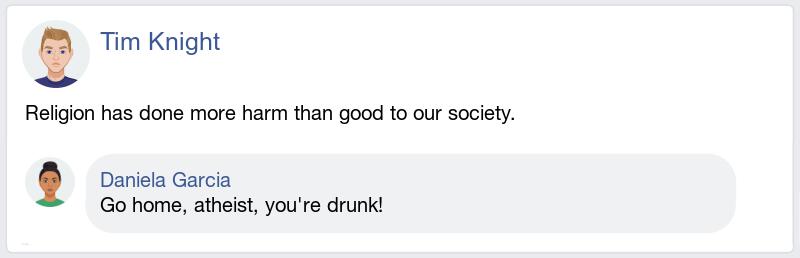 Tim Knight
Religion has done more harm than good to our society.
Daniela Garcia
Go home, atheist, you're drunk!